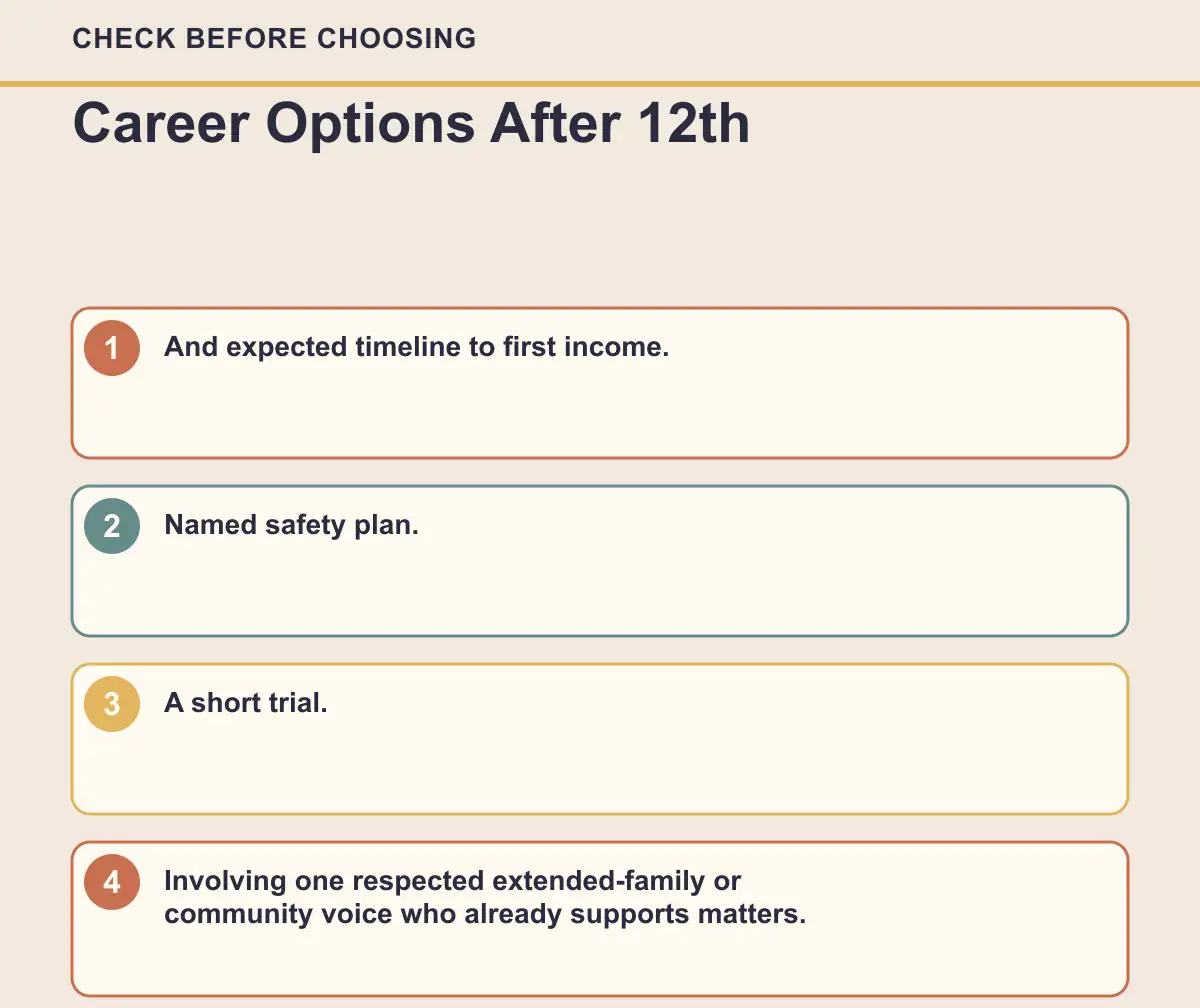 CHECK BEFORE CHOOSING
Career Options After 12th
1
And expected timeline to first income.
2
Named safety plan.
3
A short trial.
4
Involving one respected extended-family or
community voice who already supports matters.